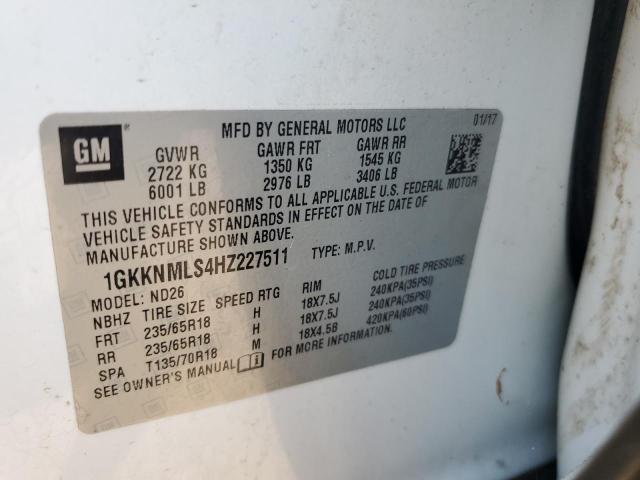 GM
MFD BY GENERAL MOTORS LLC
01/17
GVWR GAWR FRT GAWR RR
2722 KG 1350 KG 1545 KG
6001 LB 2976 LB 3406 LB
THIS VEHICLE CONFORMS TO ALL APPLICABLE U.S. FEDERAL MOTOR
VEHICLE SAFETY STANDARDS IN EFFECT ON THE DATE OF
MANUFACTURE SHOWN ABOVE.
1GKKNMLS4HZ227511 TYPE: M.P.V.
MODEL: ND26
NBHZ TIRE SIZE SPEED RTG RIM COLD TIRE PRESSURE
FRT 235/65R18 H 18X7.5J 240KPA(35PSI)
RR 235/65R18 H 18X7.5J 240KPA(35PSI)
SPA T135/70R18 M 18X4.5B 420KPA(60PSI)
SEE OWNER'S MANUAL FOR MORE INFORMATION.